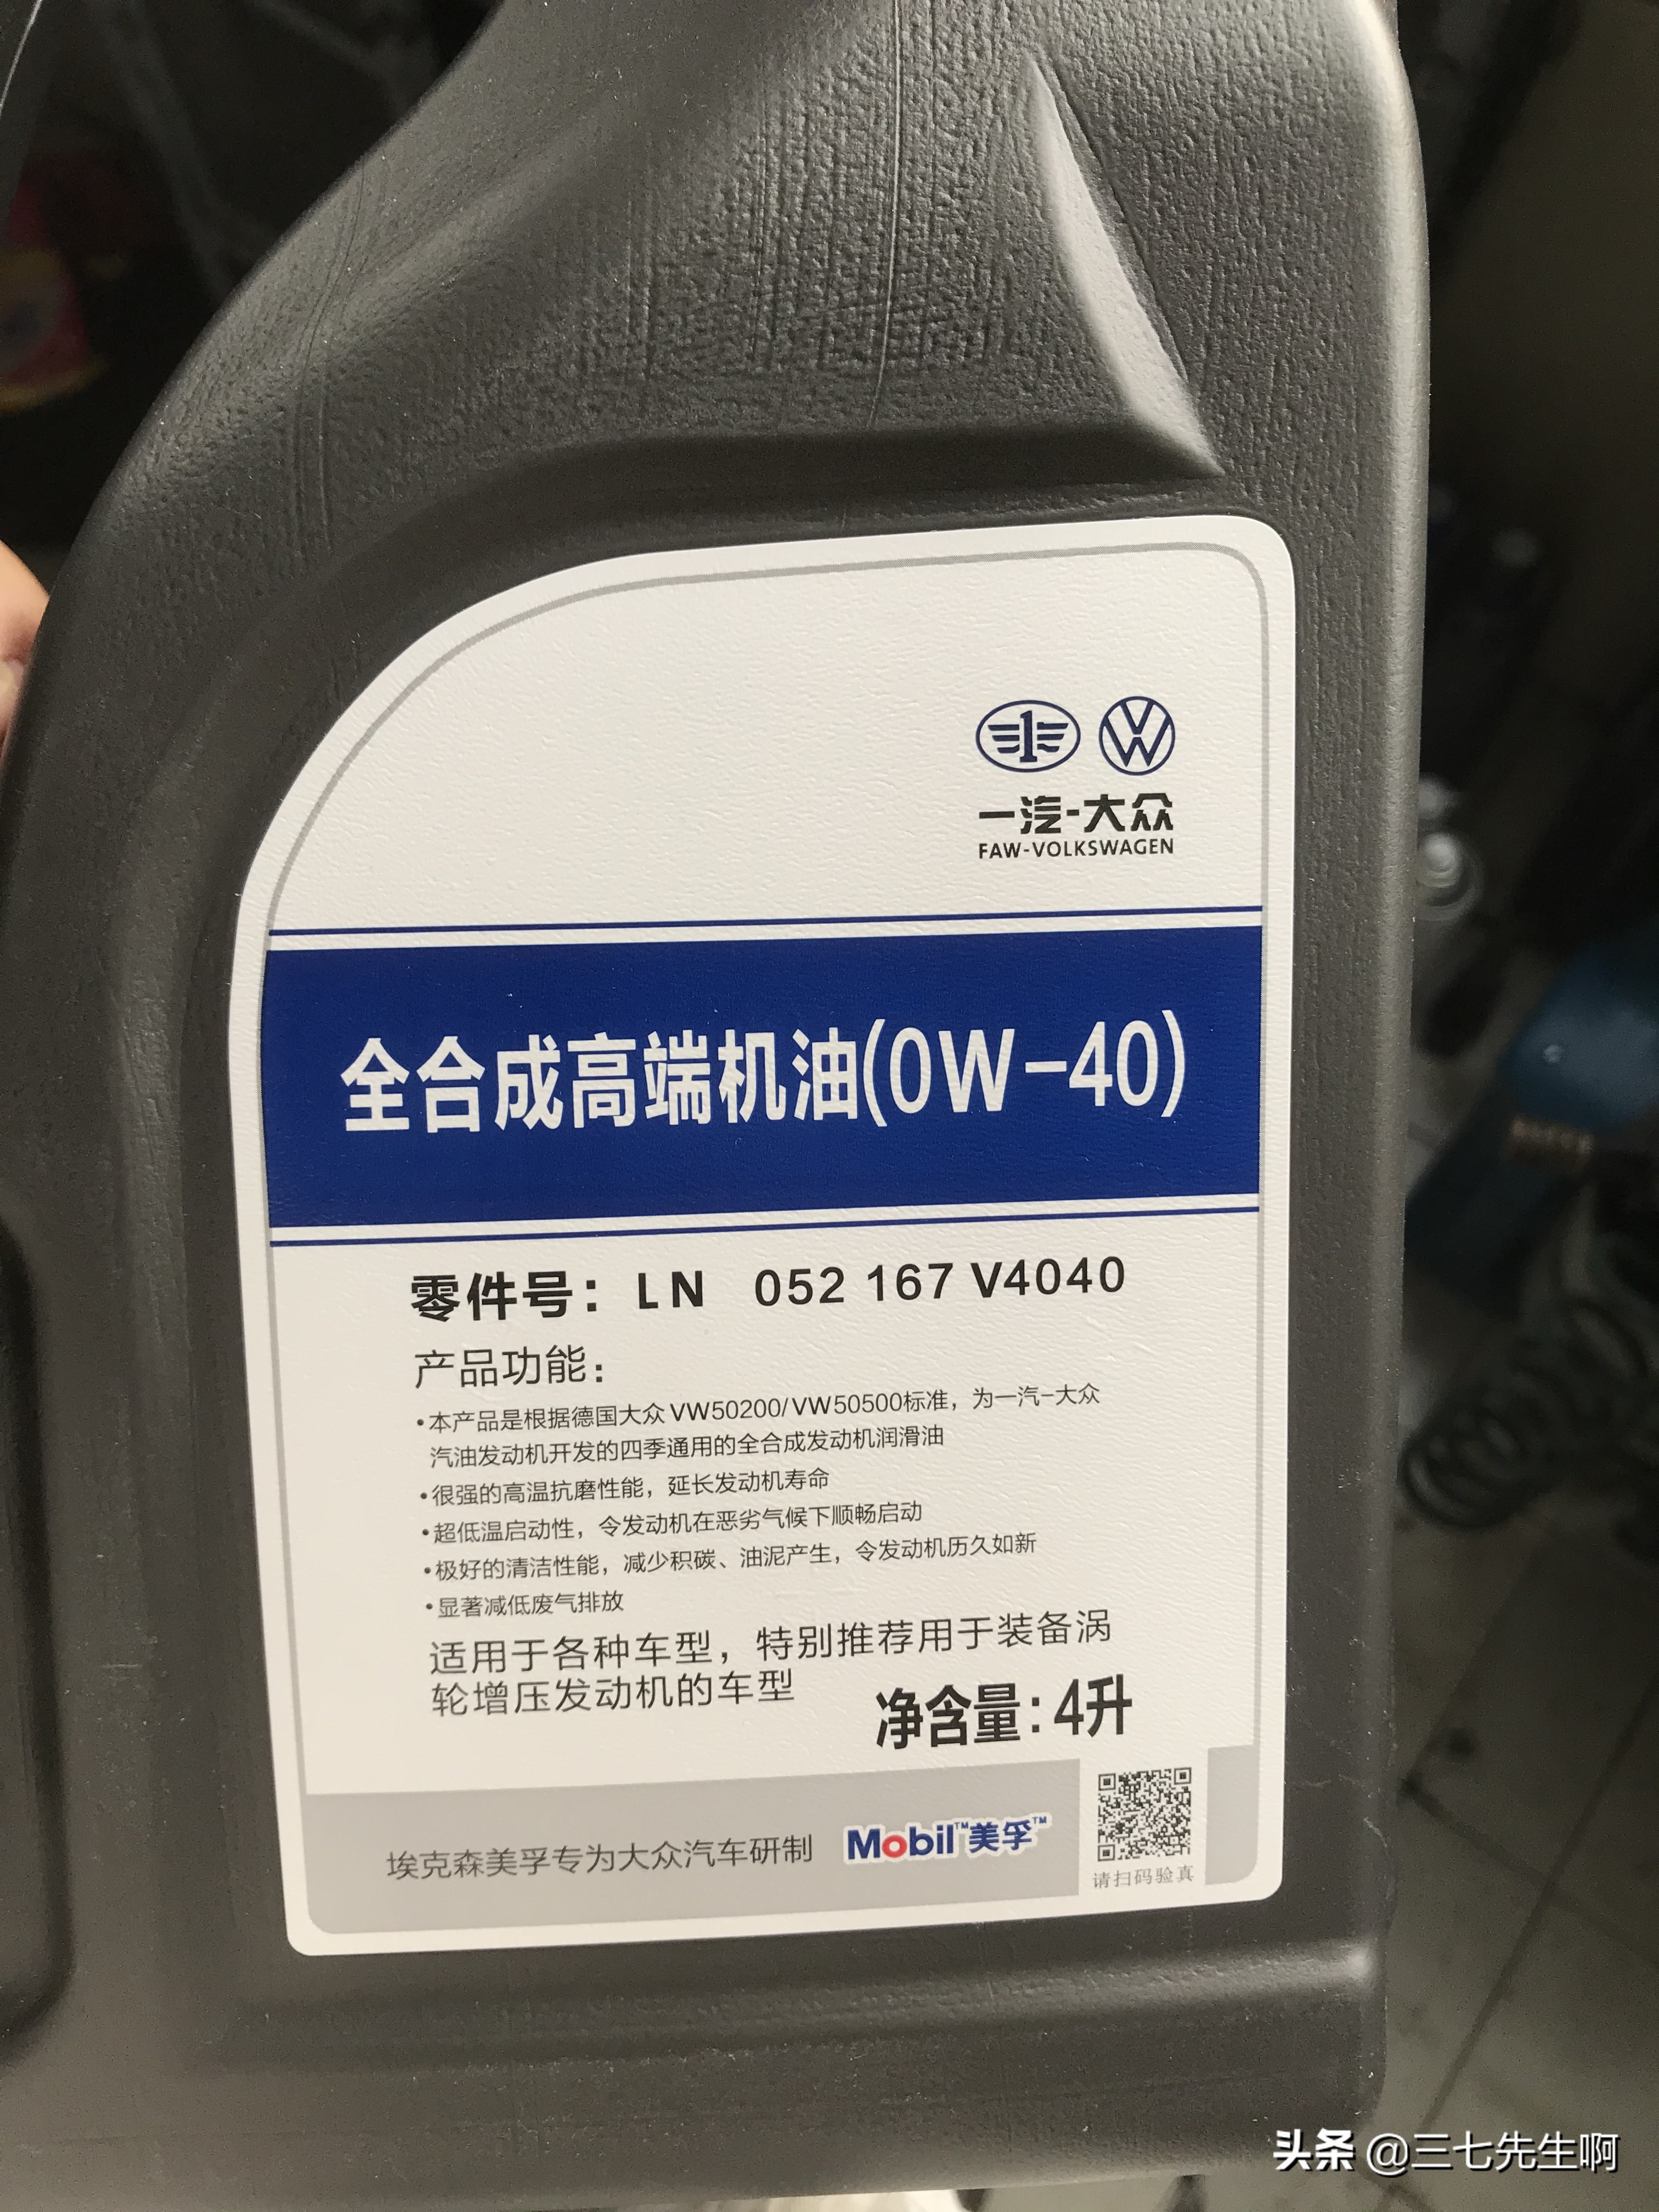 一汽-大众
FAW-VOLKSWAGEN
全合成高端机油(0W-40)
零件号：LN 052 167 V4040
产品功能：
•本产品是根据德国大众VW50200/VW50500标准，为一汽-大众
汽油发动机开发的四季通用的全合成发动机润滑油
•很强的高温抗磨性能，延长发动机寿命
•超低温启动性，令发动机在恶劣气候下顺畅启动
•极好的清洁性能，减少积碳、油泥产生，令发动机历久如新
•显著减低废气排放
适用于各种车型，特别推荐用于装备涡
轮增压发动机的车型
净含量：4升
埃克森美孚专为大众汽车研制 Mobil™美孚™
请扫码验真
头条 @三七先生啊